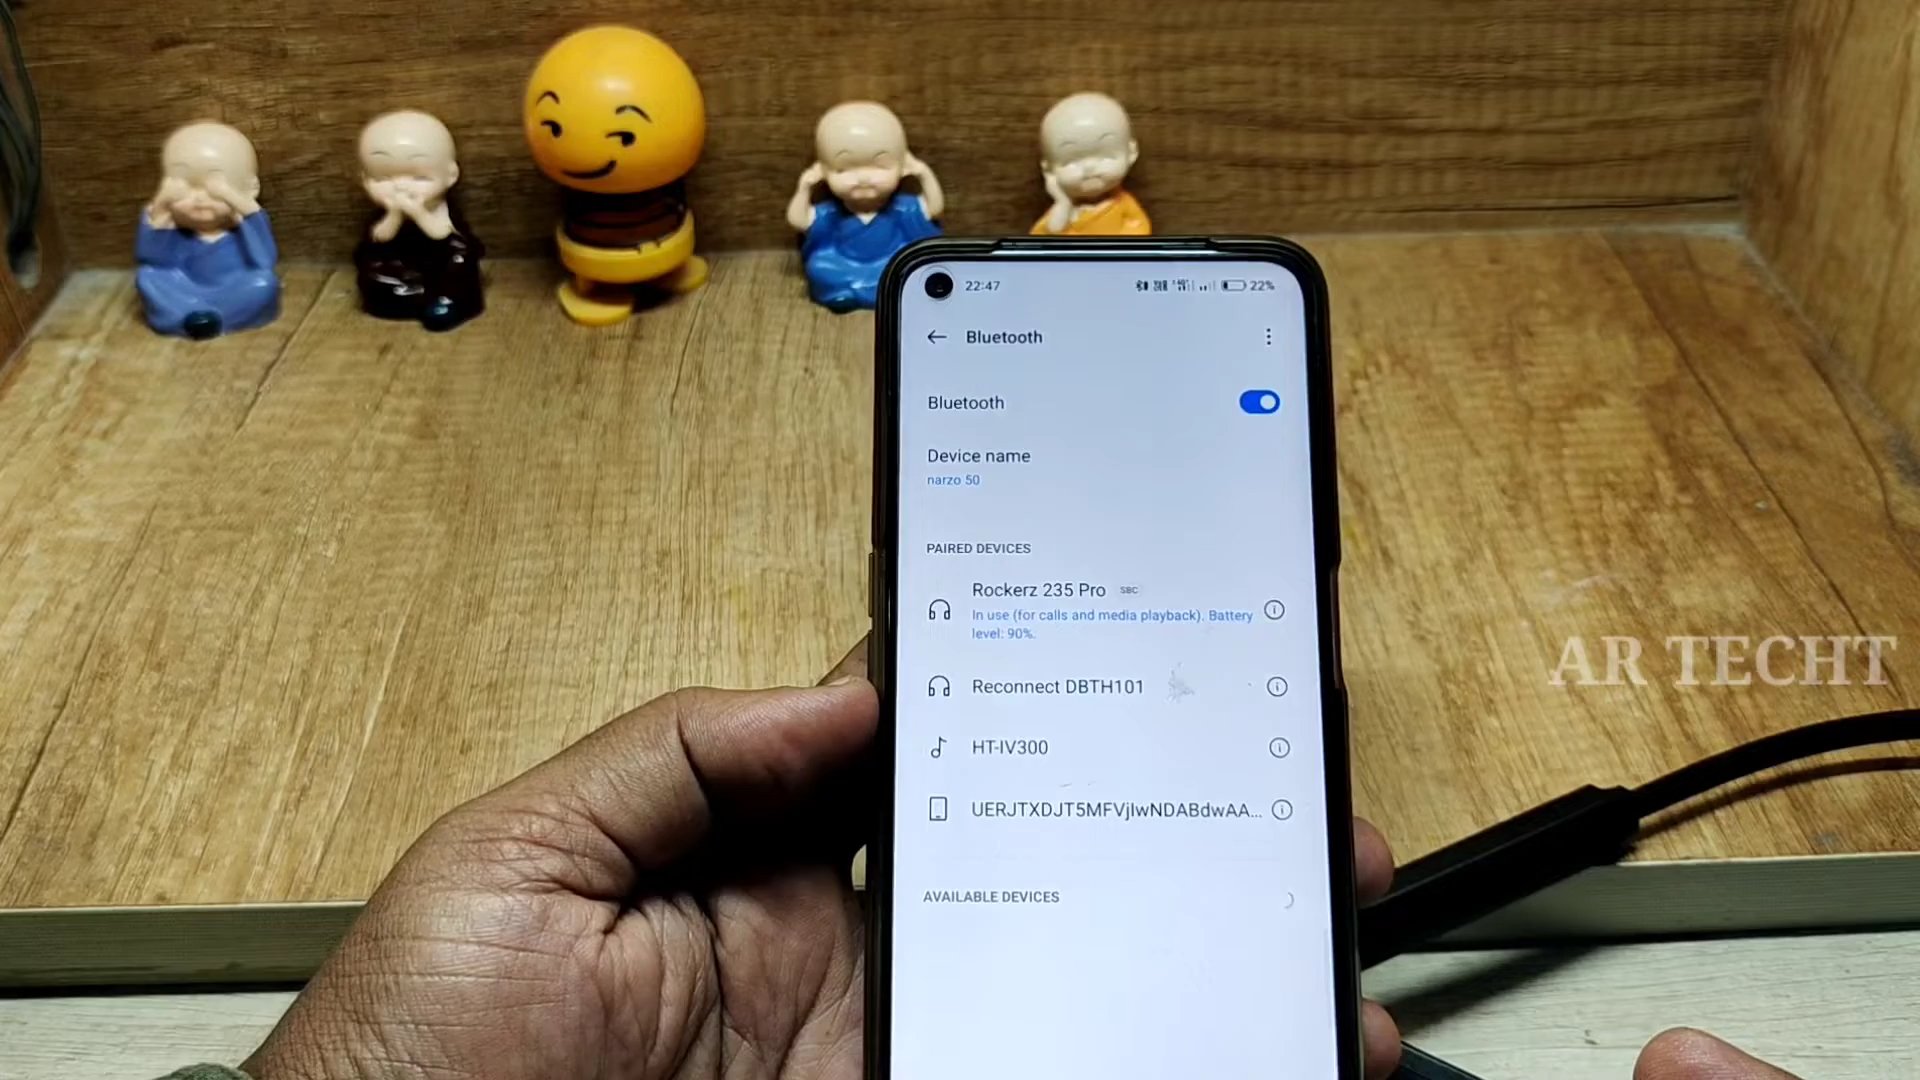 22:47
22%
Bluetooth
Bluetooth
Device name
narzo 50
PAIRED DEVICES
Rockerz 235 Pro SBC
In use (for calls and media playback). Battery
level: 90%.
Reconnect DBTH101
HT-IV300
UERJTXDJT5MFVjIwNDABdwAA...
AVAILABLE DEVICES
AR TECHT